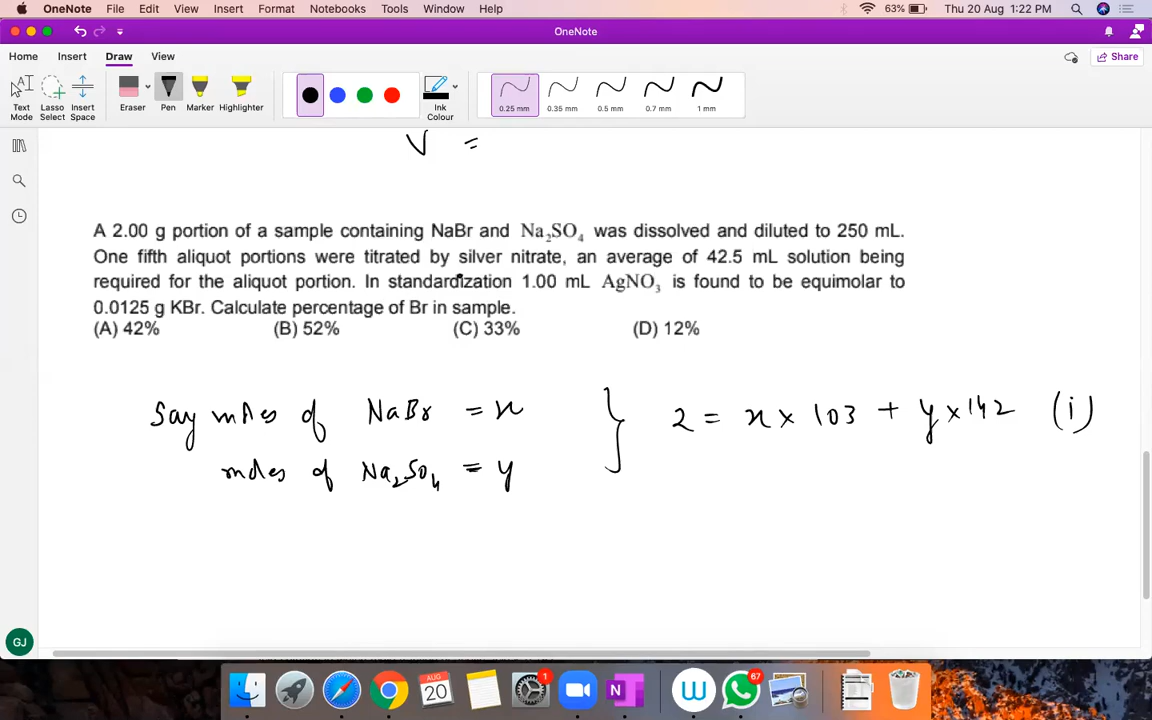 OneNote File Edit View Insert Format Notebooks Tools Window Help 63% Thu 20 Aug 1:22 PM
OneNote
Home Insert Draw View Share
Text Mode Lasso Select Insert Space Eraser Pen Marker Highlighter Ink Colour 0.25 mm 0.35 mm 0.5 mm 0.7 mm 1 mm
V =
A 2.00 g portion of a sample containing NaBr and Na₂SO₄ was dissolved and diluted to 250 mL.
One fifth aliquot portions were titrated by silver nitrate, an average of 42.5 mL solution being
required for the aliquot portion. In standardization 1.00 mL AgNO₃ is found to be equimolar to
0.0125 g KBr. Calculate percentage of Br in sample.
(A) 42% (B) 52% (C) 33% (D) 12%
Say moles of NaBr = x } 2 = x × 103 + y × 142 (i)
moles of Na₂SO₄ = y
GJ
AUG 20 1 N W 67